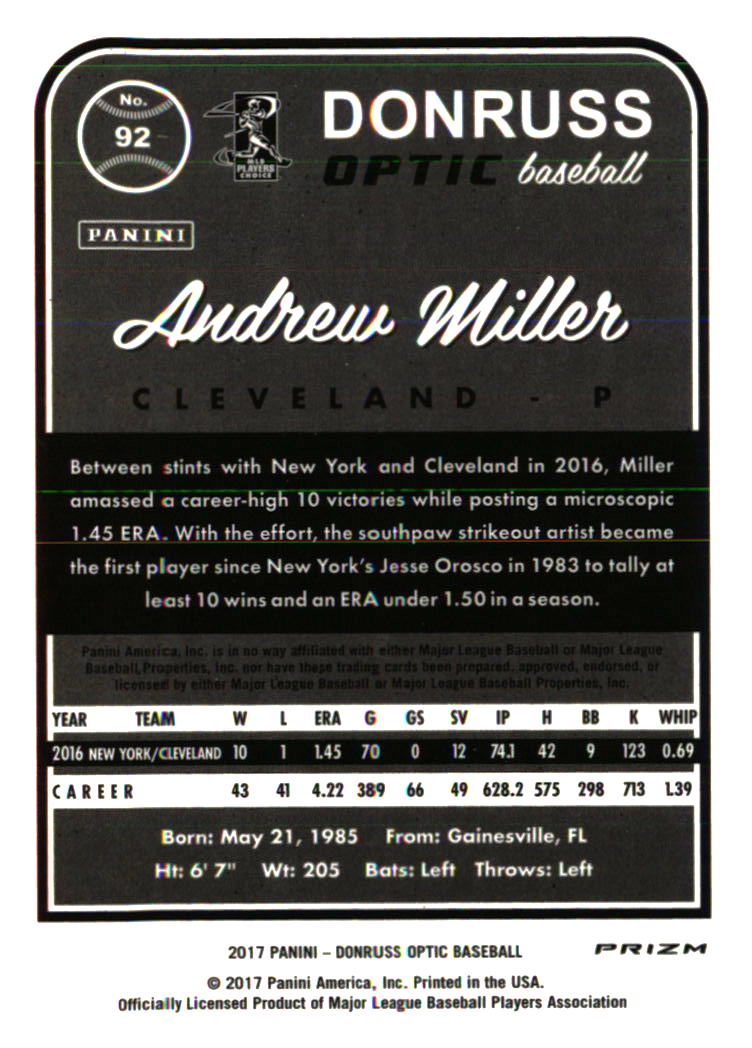 No.
92
MLB
PLAYERS
CHOICE
DONRUSS
OPTIC baseball
PANINI
Andrew Miller
CLEVELAND - P
Between stints with New York and Cleveland in 2016, Miller
amassed a career-high 10 victories while posting a microscopic
1.45 ERA. With the effort, the southpaw strikeout artist became
the first player since New York's Jesse Orosco in 1983 to tally at
least 10 wins and an ERA under 1.50 in a season.
Panini America, Inc. is in no way affiliated with either Major League Baseball or Major League
Baseball Properties, Inc. nor have these trading cards been prepared, approved, endorsed, or
licensed by either Major League Baseball or Major League Baseball Properties, Inc.
YEAR TEAM W L ERA G GS SV IP H BB K WHIP
2016 NEW YORK/CLEVELAND 10 1 1.45 70 0 12 74.1 42 9 123 0.69
CAREER 43 41 4.22 389 66 49 628.2 575 298 713 1.39
Born: May 21, 1985 From: Gainesville, FL
Ht: 6' 7" Wt: 205 Bats: Left Throws: Left
2017 PANINI – DONRUSS OPTIC BASEBALL
PRIZM
© 2017 Panini America, Inc. Printed in the USA.
Officially Licensed Product of Major League Baseball Players Association